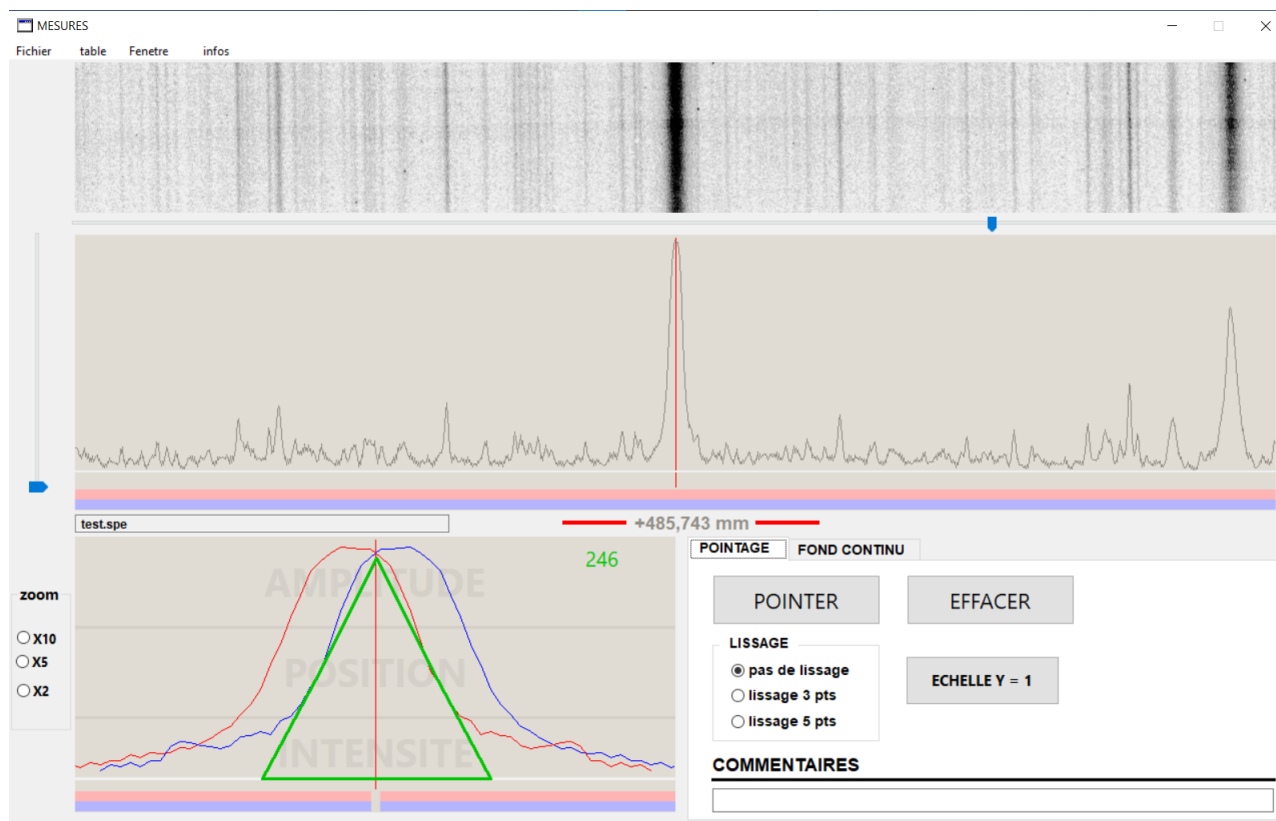 MESURES
Fichier table Fenetre infos
test.spe
+485,743 mm
246
AMPLITUDE
POSITION
INTENSITE
zoom
X10
X5
X2
POINTAGE FOND CONTINU
POINTER EFFACER
LISSAGE
pas de lissage
lissage 3 pts
lissage 5 pts
ECHELLE Y = 1
COMMENTAIRES